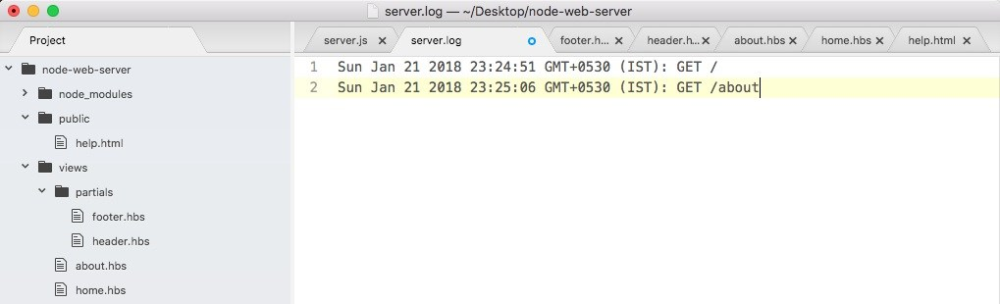 server.log — ~/Desktop/node-web-server
Project
server.js
server.log
footer.h...
header.h...
about.hbs
home.hbs
help.html
node-web-server
node_modules
public
help.html
views
partials
footer.hbs
header.hbs
about.hbs
home.hbs
1 Sun Jan 21 2018 23:24:51 GMT+0530 (IST): GET /
2 Sun Jan 21 2018 23:25:06 GMT+0530 (IST): GET /about